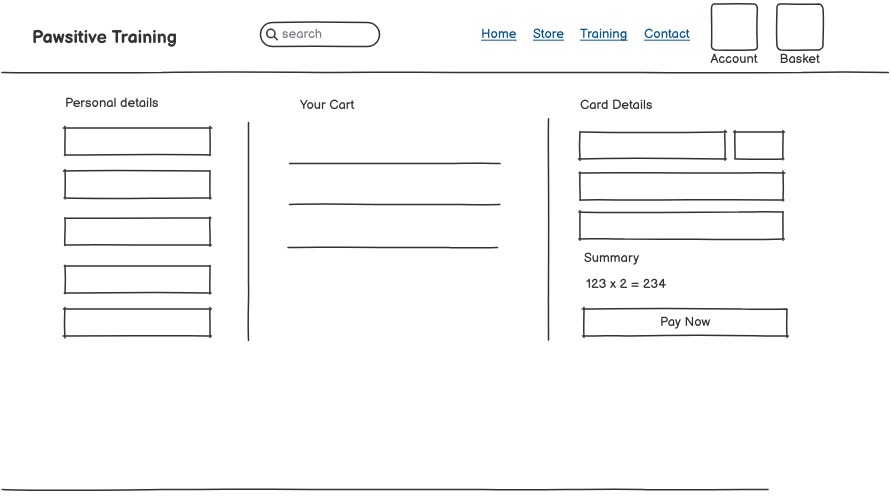 Pawsitive Training
search
Home Store Training Contact
Account Basket
Personal details
Your Cart
Card Details
Summary
123 x 2 = 234
Pay Now